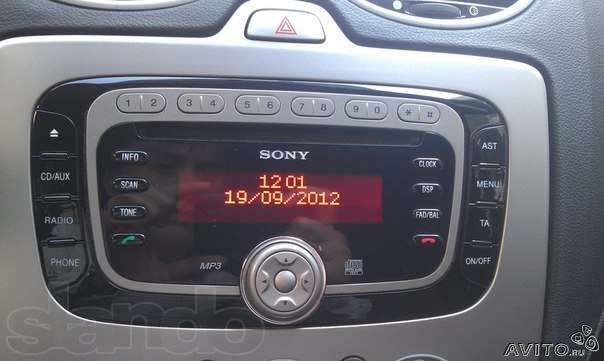 1 2 3 4 5 6 7 8 9 0 * #
SONY
INFO
SCAN
TONE
CD/AUX
RADIO
PHONE
12 01
19/09/2012
CLOCK
DSP
FAD/BAL
AST
MENU
TA
ON/OFF
MP3
slando
AVITO.ru